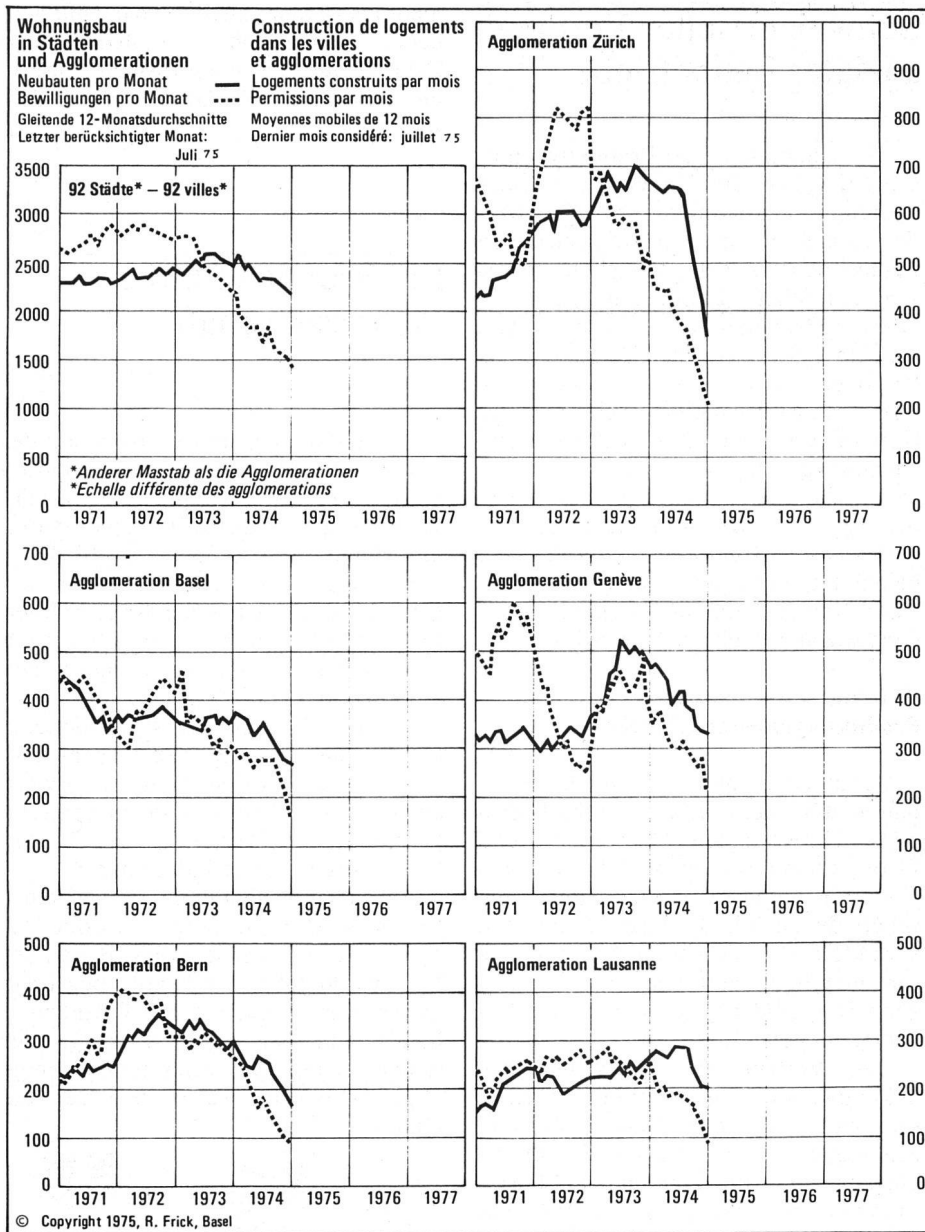 Wohnungsbau
in Städten
und Agglomerationen
Neubauten pro Monat
Bewilligungen pro Monat
Gleitende 12-Monatsdurchschnitte
Letzter berücksichtigter Monat:
Juli 75
Construction de logements
dans les villes
et agglomérations
Logements construits par mois
Permissions par mois
Moyennes mobiles de 12 mois
Dernier mois considéré: juillet 75
92 Städte* – 92 villes*
3500
3000
2500
2000
1500
1000
500
0
*Anderer Masstab als die Agglomerationen
*Echelle différente des agglomérations
1971 1972 1973 1974 1975 1976 1977
Agglomeration Zürich
1000
900
800
700
600
500
400
300
200
100
0
1971 1972 1973 1974 1975 1976 1977
Agglomeration Basel
700
600
500
400
300
200
100
0
1971 1972 1973 1974 1975 1976 1977
Agglomeration Genève
700
600
500
400
300
200
100
0
1971 1972 1973 1974 1975 1976 1977
Agglomeration Bern
500
400
300
200
100
0
1971 1972 1973 1974 1975 1976 1977
Agglomeration Lausanne
500
400
300
200
100
0
1971 1972 1973 1974 1975 1976 1977
© Copyright 1975, R. Frick, Basel